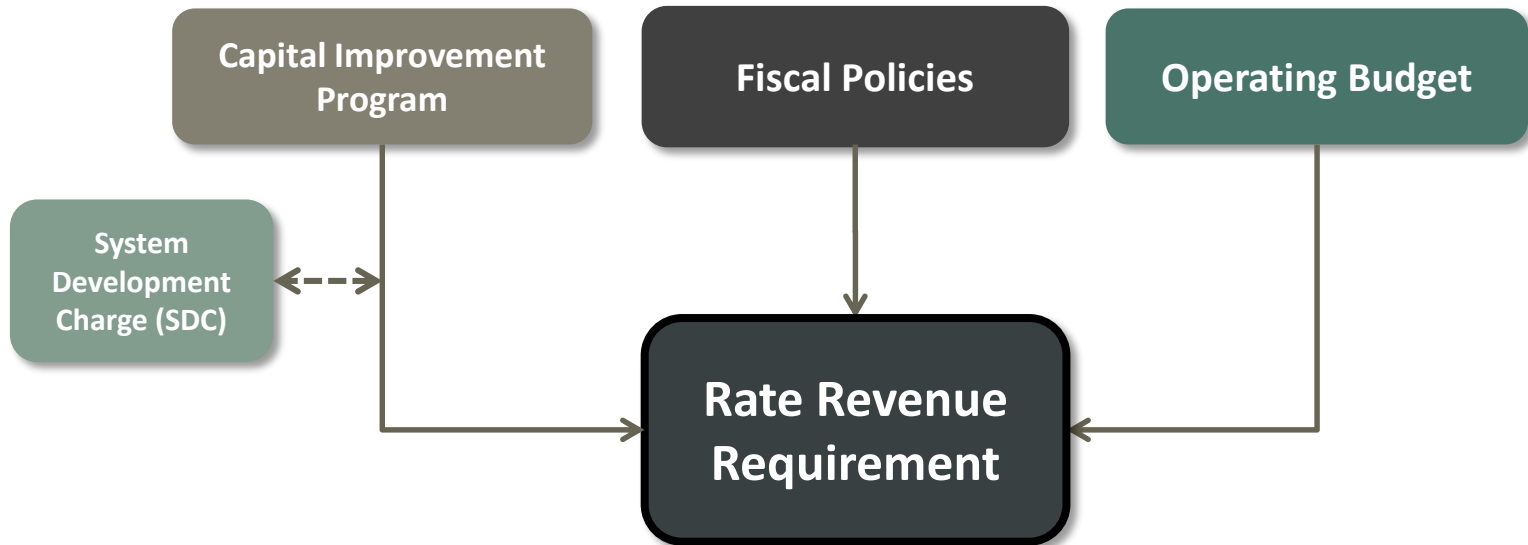 Capital Improvement
Program
Fiscal Policies
Operating Budget
System
Development
Charge (SDC)
Rate Revenue
Requirement